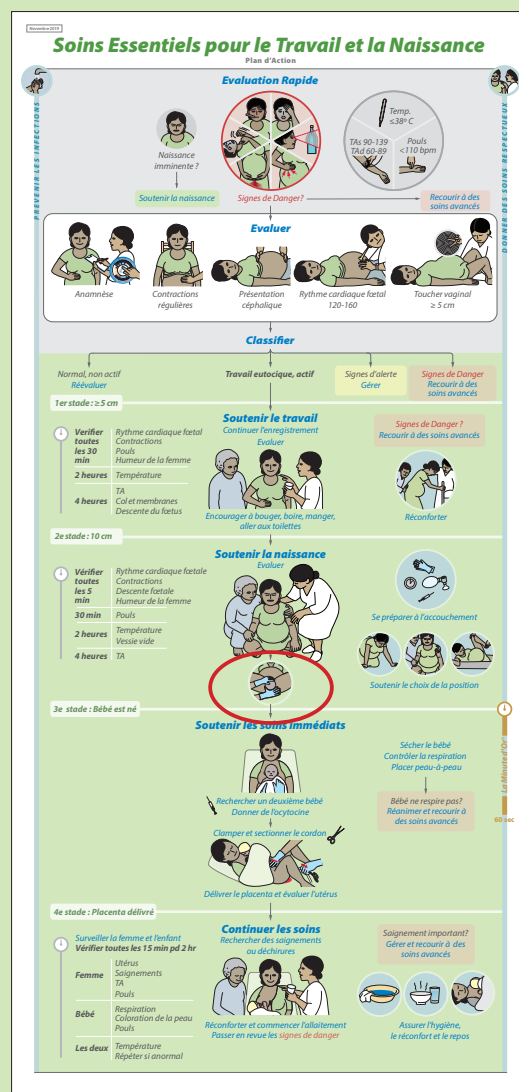 Novembre 2019
Soins Essentiels pour le Travail et la Naissance
Plan d'Action
PRÉVENIR LES INFECTIONS
DONNER DES SOINS RESPECTUEUX
Evaluation Rapide
Naissance
imminente ?
Soutenir la naissance
Signes de Danger?
Temp.
≤38º C
TAs 90-139
TAd 60-89
Pouls
<110 bpm
Recourir à des
soins avancés
Evaluer
Anamnèse
Contractions
régulières
Présentation
céphalique
Rythme cardiaque fœtal
120-160
Toucher vaginal
≥ 5 cm
Classifier
Normal, non actif
Réévaluer
Travail eutocique, actif
Signes d'alerte
Gérer
Signes de Danger
Recourir à des
soins avancés
1er stade : ≥5 cm
Soutenir le travail
Continuer l'enregistrement
Evaluer
Verifier
toutes
les 30
min
Rythme cardiaque fœtal
Contractions
Pouls
Humeur de la femme
2 heures
Température
4 heures
TA
Col et membranes
Descente du fœtus
Encourager à bouger, boire, manger,
aller aux toilettes
Signes de Danger ?
Recourir à des soins avancés
Réconforter
2e stade : 10 cm
Soutenir la naissance
Evaluer
Vérifier
toutes
les 5
min
Rythme cardiaque fœtale
Contractions
Descente fœtale
Humeur de la femme
30 min
Pouls
2 heures
Température
Vessie vide
4 heures
TA
Se préparer à l'accouchement
Soutenir le choix de la position
3e stade : Bébé est né
Soutenir les soins immédiats
La Minute d'Or
60 sec
Sécher le bébé
Contrôler la respiration
Placer peau-à-peau
Rechercher un deuxième bébé
Donner de l'ocytocine
Bébé ne respire pas?
Réanimer et recourir à
des soins avancés
Clamper et sectionner le cordon
Délivrer le placenta et évaluer l'utérus
4e stade : Placenta délivré
Continuer les soins
Rechercher des saignements
ou déchirures
Surveiller la femme et l'enfant
Vérifier toutes les 15 min pd 2 hr
Femme
Utérus
Saignements
TA
Pouls
Bébé
Respiration
Coloration de la peau
Pouls
Les deux
Température
Répéter si anormal
Réconforter et commencer l'allaitement
Passer en revue les signes de danger
Saignement important?
Gérer et recourir à des
soins avancés
Assurer l'hygiène,
le réconfort et le repos